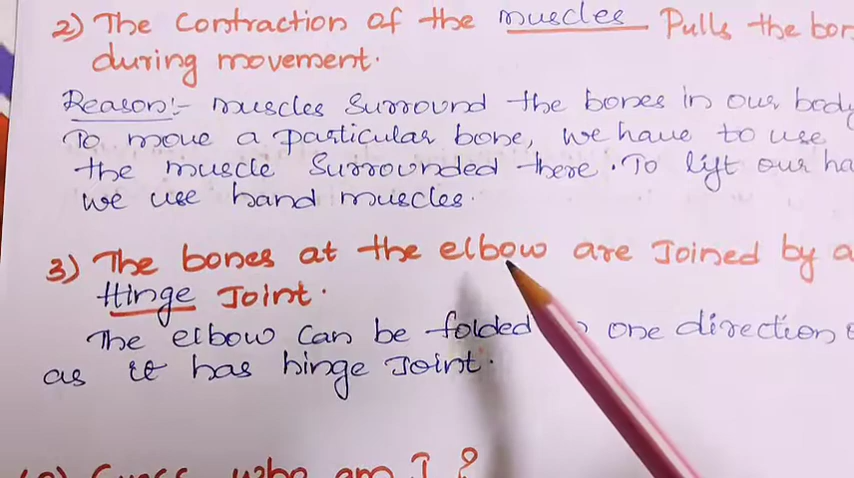 2) The Contraction of the muscles Pulls the bon
during movement.
Reason:- muscles Surround the bones in our body
To move a particular bone, we have to use
the muscle Surrounded there. To lift our ha
we use hand muscles.
3) The bones at the elbow are Joined by a
Hinge Joint.
The elbow can be folded one direction
as it has hinge Joint.
Guess who am I ?